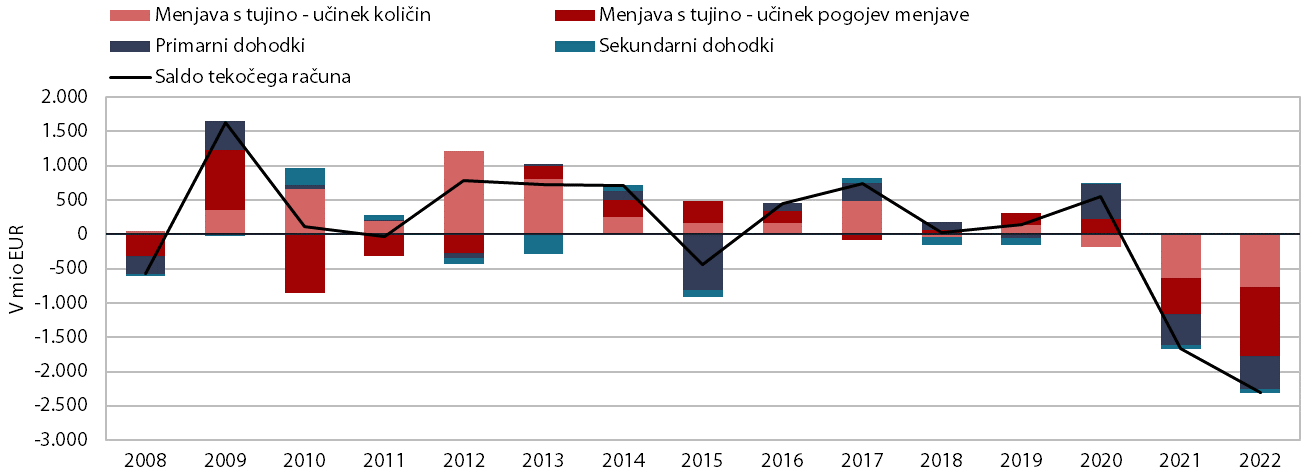 Menjava s tujino - učinek količin Menjava s tujino - učinek pogojev menjave
Primarni dohodki Sekundarni dohodki
Saldo tekočega računa
V mio EUR
2.000
1.500
1.000
500
0
-500
-1.000
-1.500
-2.000
-2.500
-3.000
2008 2009 2010 2011 2012 2013 2014 2015 2016 2017 2018 2019 2020 2021 2022